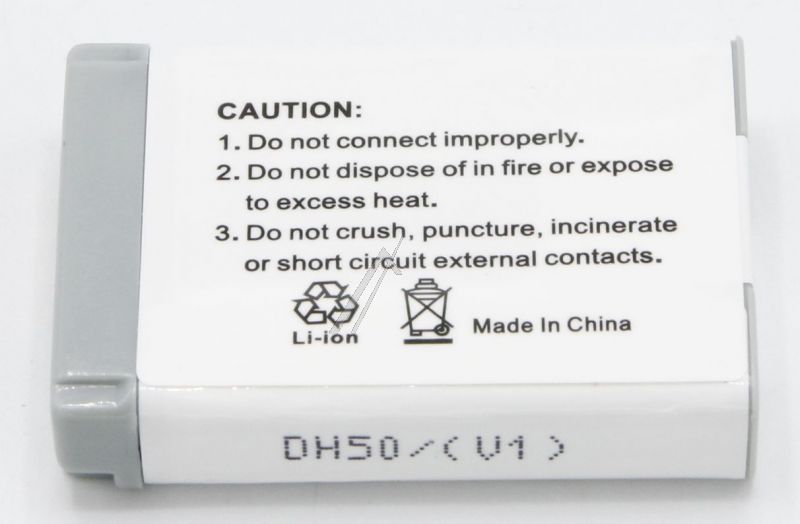 CAUTION:
1. Do not connect improperly.
2. Do not dispose of in fire or expose
to excess heat.
3. Do not crush, puncture, incinerate
or short circuit external contacts.
Li-ion
Made In China
DH50/(V1)